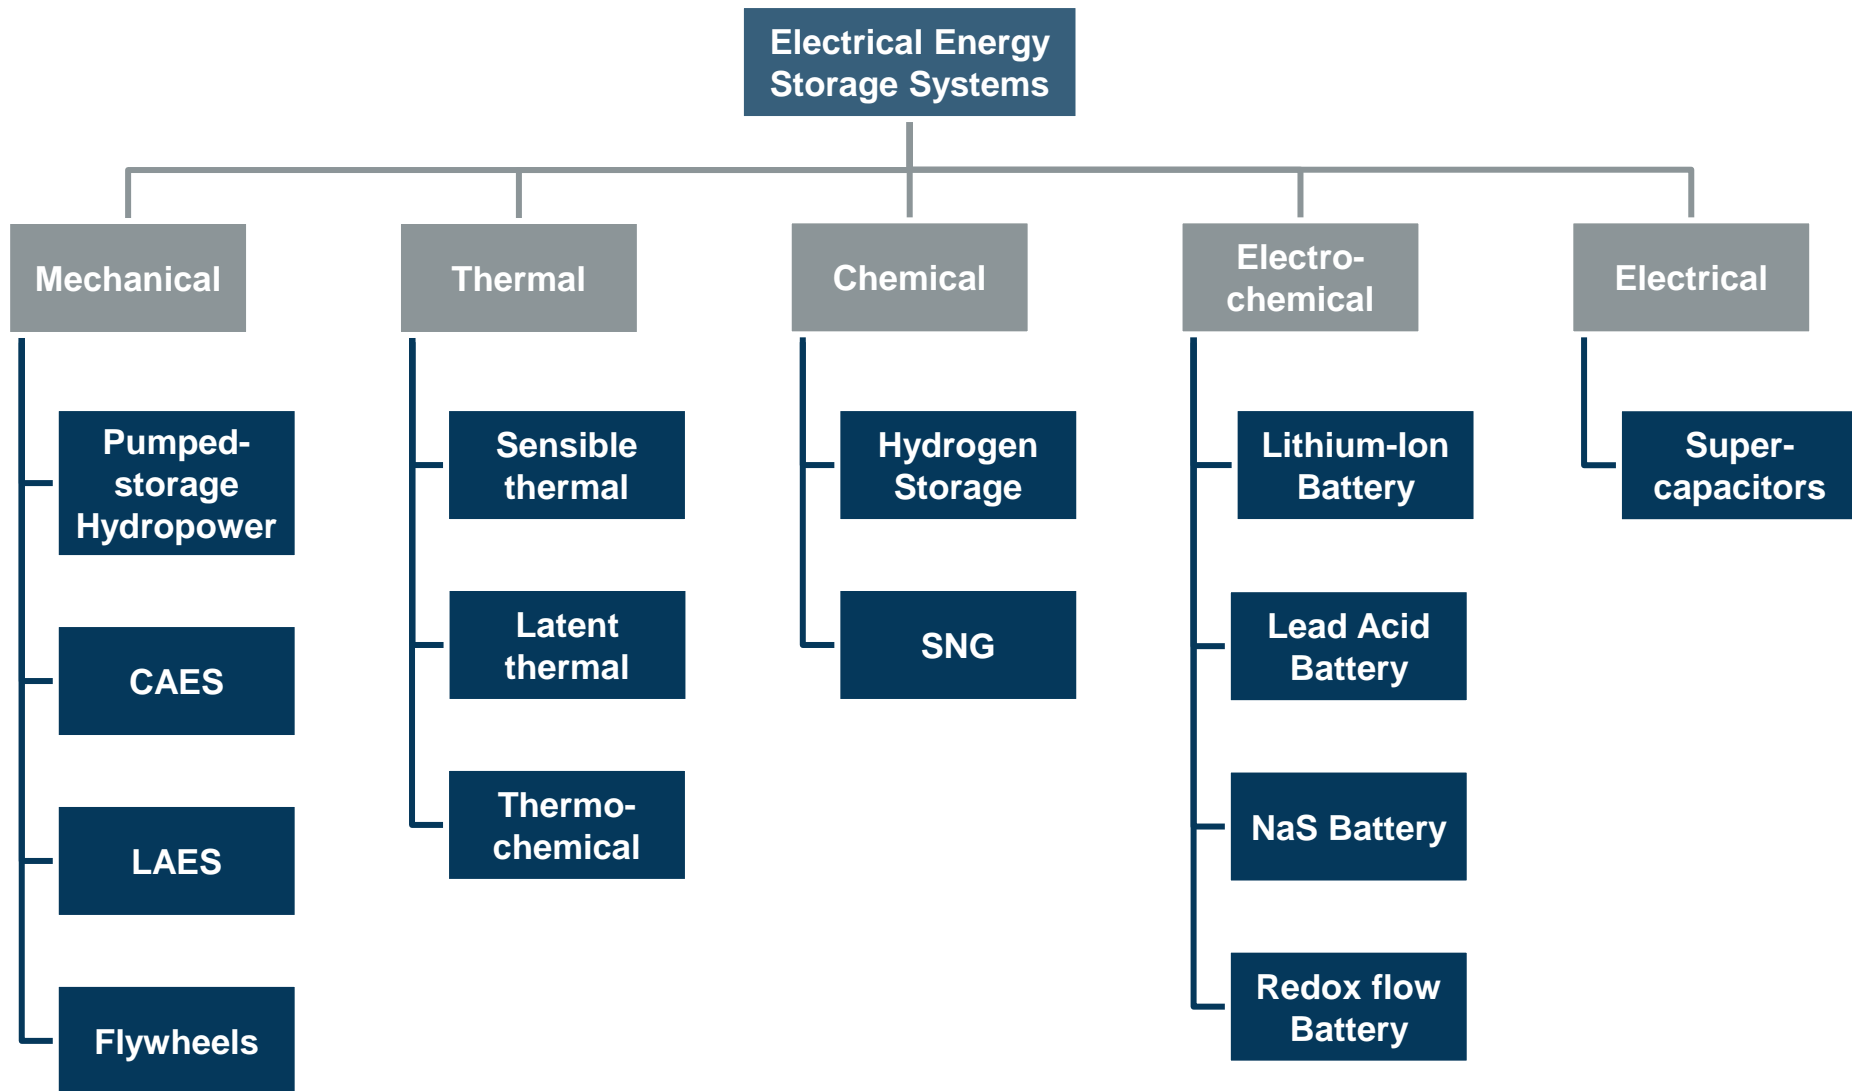 Electrical Energy
Storage Systems
Mechanical
Thermal
Chemical
Electro-
chemical
Electrical
Pumped-
storage
Hydropower
CAES
LAES
Flywheels
Sensible
thermal
Latent
thermal
Thermo-
chemical
Hydrogen
Storage
SNG
Lithium-Ion
Battery
Lead Acid
Battery
NaS Battery
Redox flow
Battery
Super-
capacitors